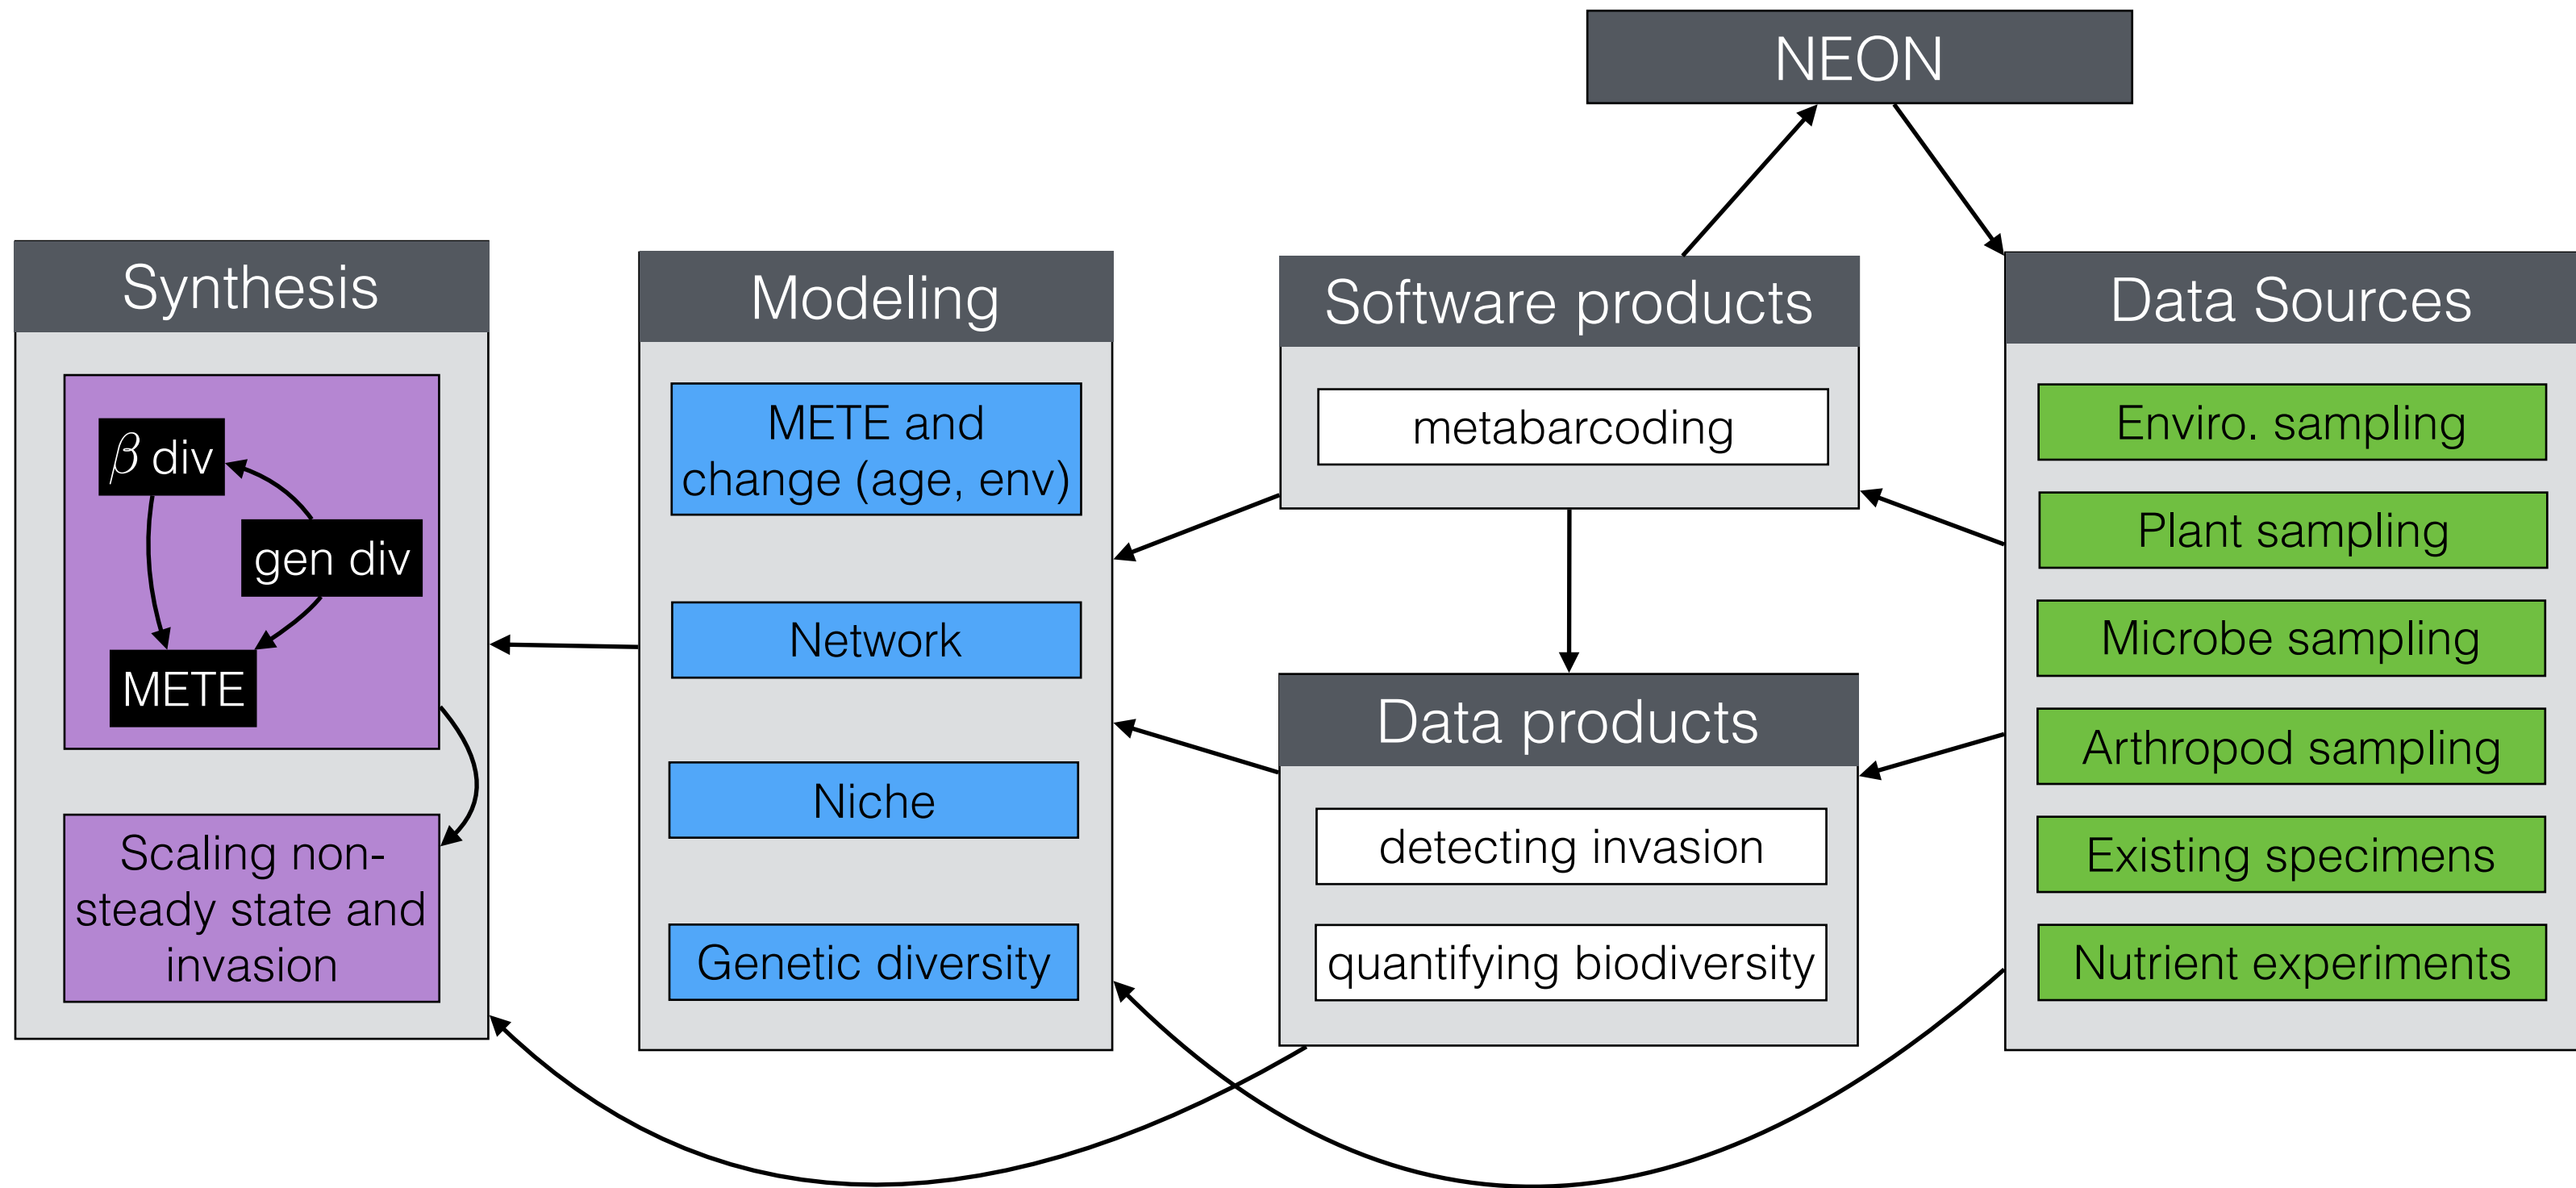 NEON
Synthesis
β div
gen div
METE
Scaling non-
steady state and
invasion
Modeling
METE and
change (age, env)
Network
Niche
Genetic diversity
Software products
metabarcoding
Data products
detecting invasion
quantifying biodiversity
Data Sources
Enviro. sampling
Plant sampling
Microbe sampling
Arthropod sampling
Existing specimens
Nutrient experiments